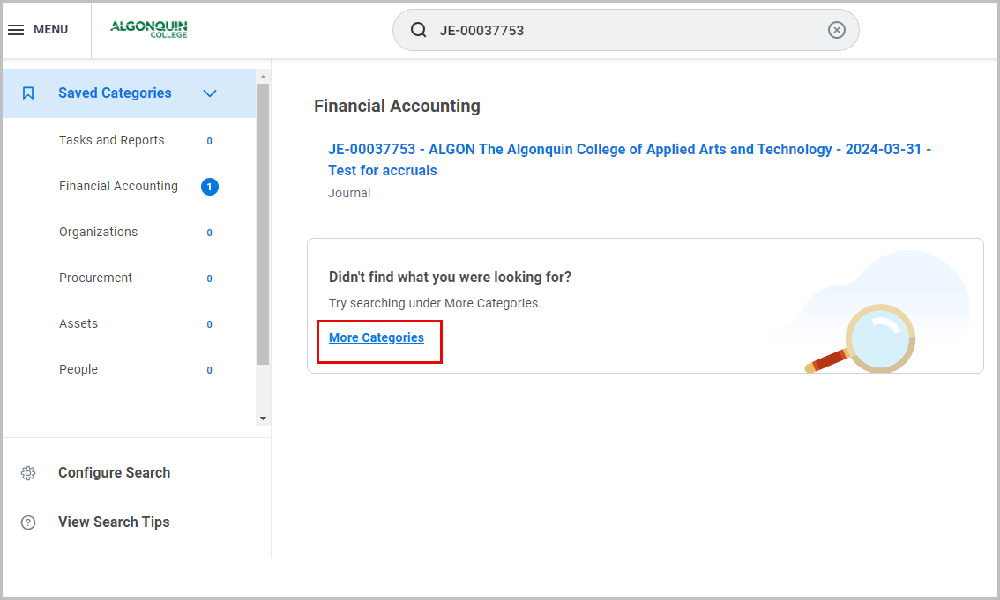 MENU
ALGONQUIN
COLLEGE
JE-00037753
Saved Categories
Tasks and Reports 0
Financial Accounting 1
Organizations 0
Procurement 0
Assets 0
People 0
Configure Search
View Search Tips
Financial Accounting
JE-00037753 - ALGON The Algonquin College of Applied Arts and Technology - 2024-03-31 -
Test for accruals
Journal
Didn't find what you were looking for?
Try searching under More Categories.
More Categories